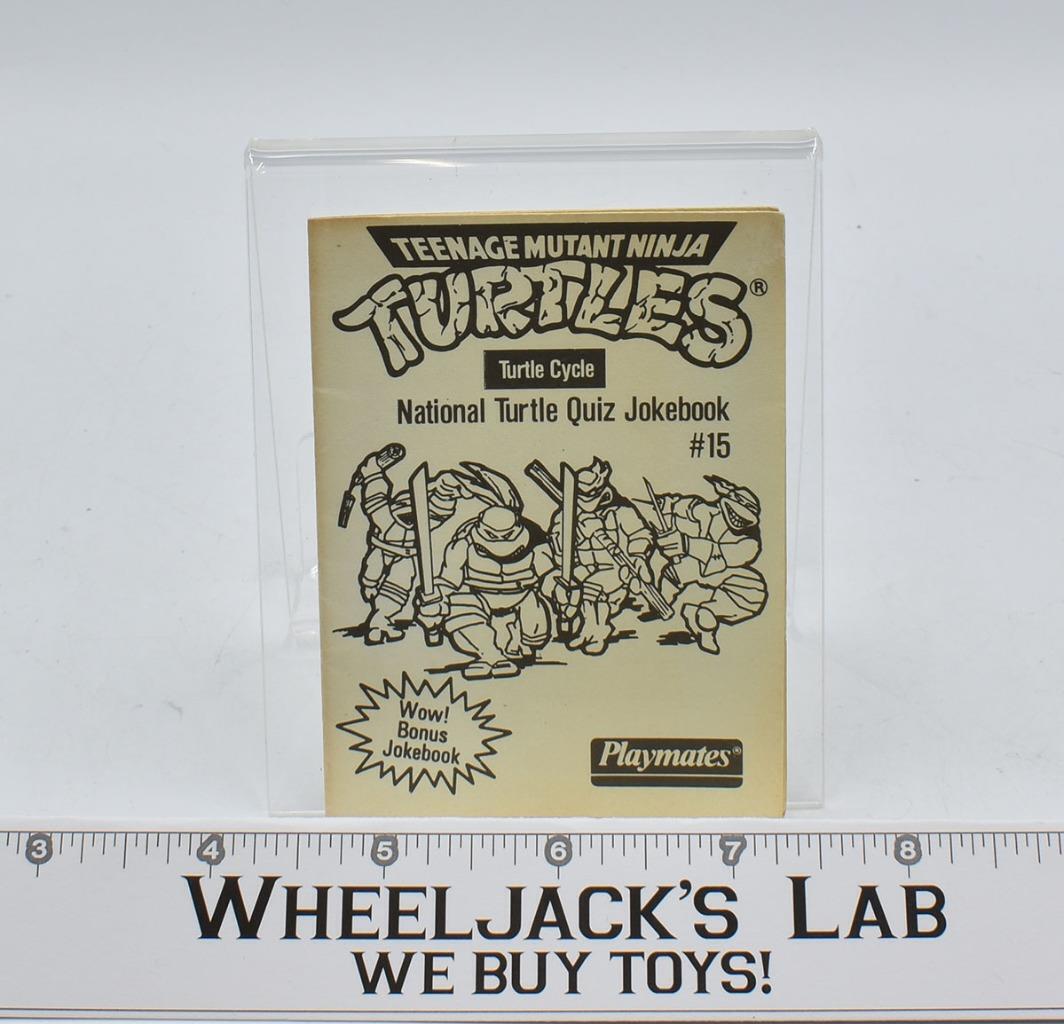 TEENAGE MUTANT NINJA
TURTLES®
Turtle Cycle
National Turtle Quiz Jokebook
#15
Wow!
Bonus
Jokebook
Playmates®
3 4 5 6 7 8
WHEELJACK'S LAB
WE BUY TOYS!